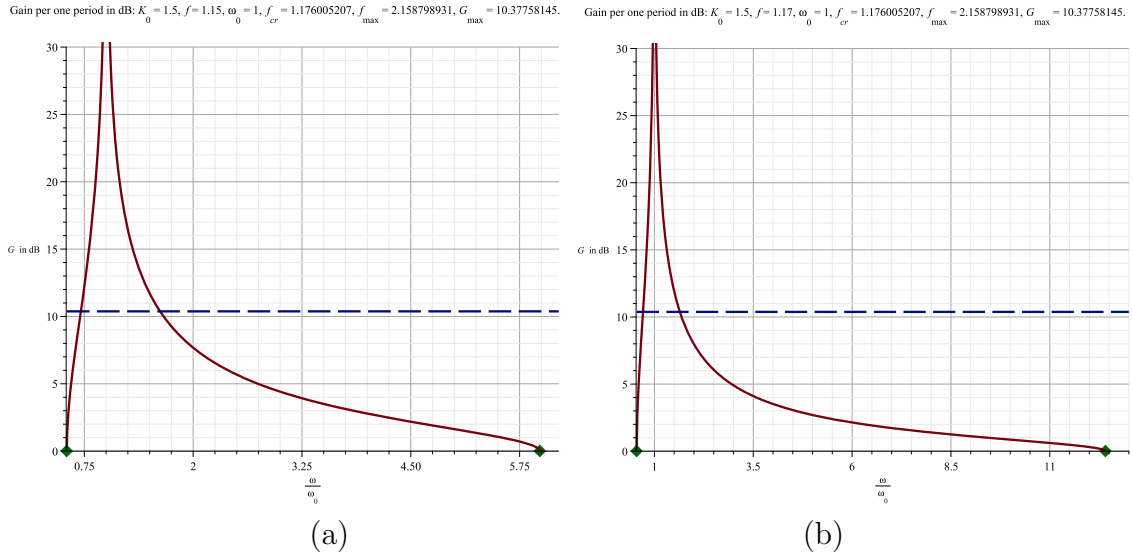 Gain per one period in dB: K0 = 1.5, f = 1.15, ω0 = 1, fcr = 1.176005207, fmax = 2.158798931, Gmax = 10.37758145.
30
25
20
15
G in dB
10
5
0
0.75 2 3.25 4.50 5.75
ω
ω0
(a)
Gain per one period in dB: K0 = 1.5, f = 1.17, ω0 = 1, fcr = 1.176005207, fmax = 2.158798931, Gmax = 10.37758145.
30
25
20
15
G in dB
10
5
0
1 3.5 6 8.5 11
ω
ω0
(b)